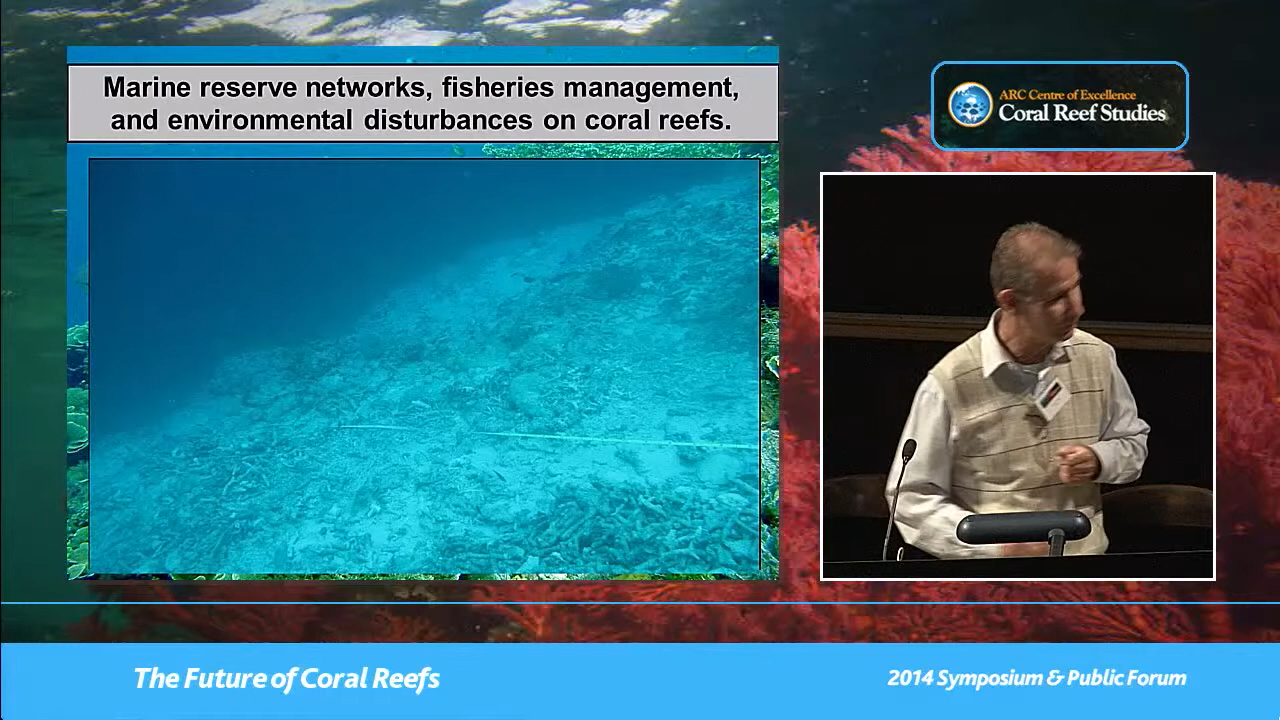 Marine reserve networks, fisheries management,
and environmental disturbances on coral reefs.
ARC Centre of Excellence
Coral Reef Studies
The Future of Coral Reefs
2014 Symposium & Public Forum